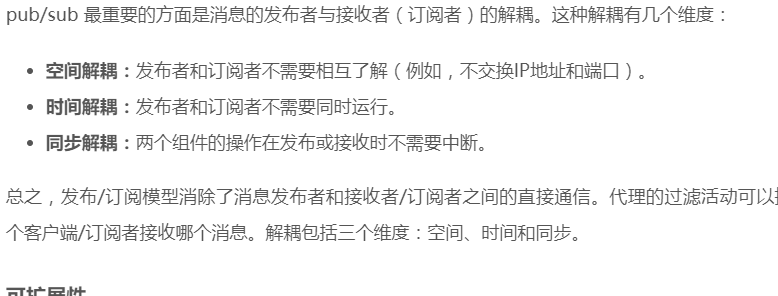 pub/sub 最重要的方面是消息的发布者与接收者（订阅者）的解耦。这种解耦有几个维度：
• 空间解耦：发布者和订阅者不需要相互了解（例如，不交换IP地址和端口）。
• 时间解耦：发布者和订阅者不需要同时运行。
• 同步解耦：两个组件的操作在发布或接收时不需要中断。
总之，发布/订阅模型消除了消息发布者和接收者/订阅者之间的直接通信。代理的过滤活动可以
个客户端/订阅者接收哪个消息。解耦包括三个维度：空间、时间和同步。
可扩展性